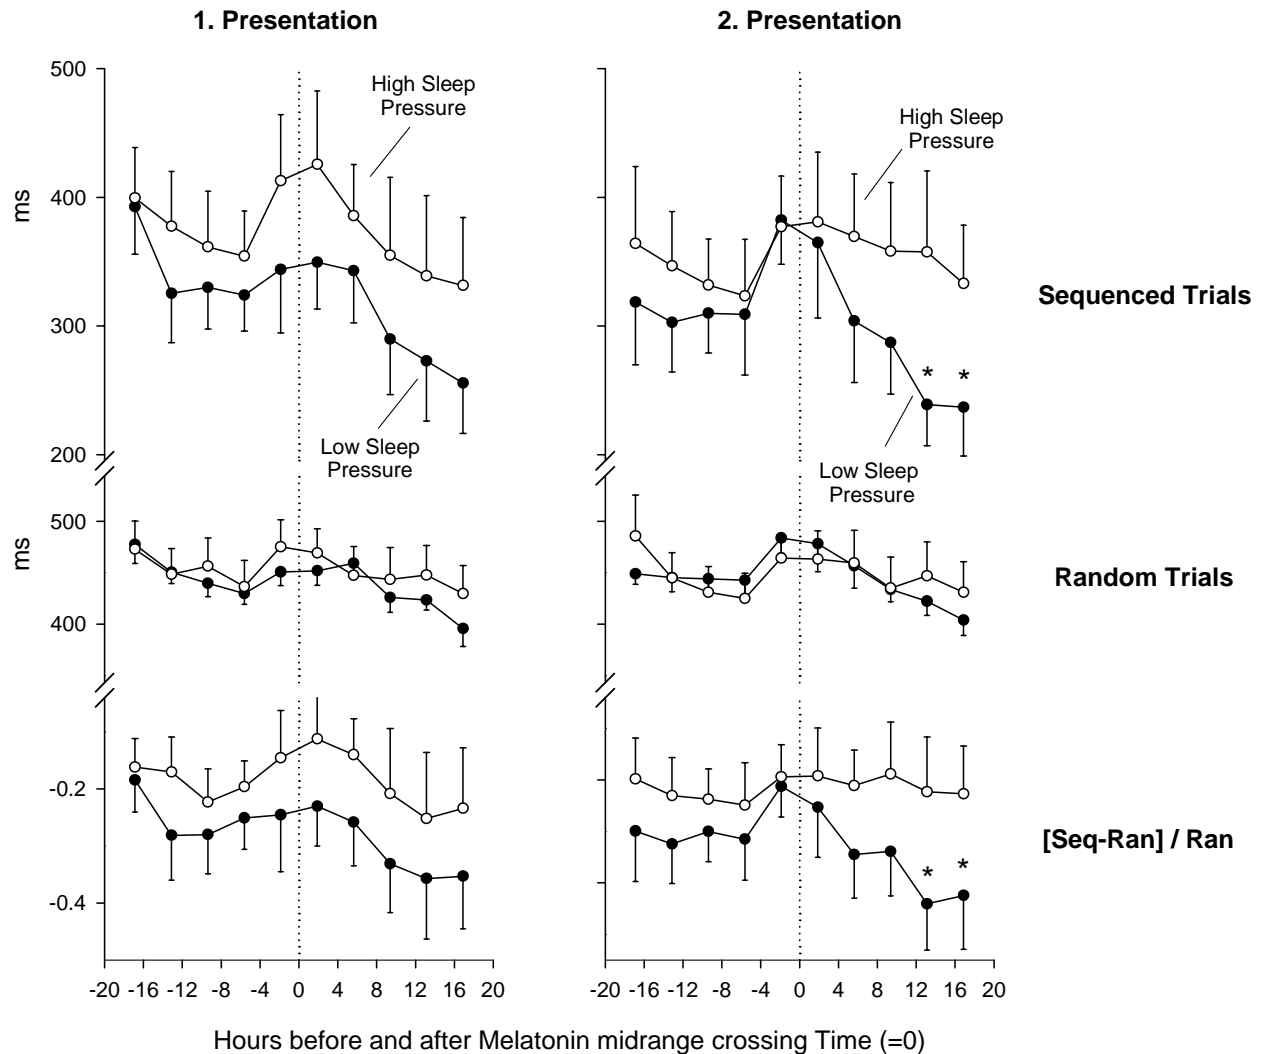 1. Presentation
2. Presentation
500
High Sleep
Pressure
High Sleep
Pressure
400
ms
Sequenced Trials
300
* *
Low Sleep
Pressure
200
Low Sleep
Pressure
500
ms
Random Trials
400
-0.2
[Seq-Ran] / Ran
* *
-0.4
-20 -16 -12 -8 -4 0 4 8 12 16 20
-20 -16 -12 -8 -4 0 4 8 12 16 20
Hours before and after Melatonin midrange crossing Time (=0)